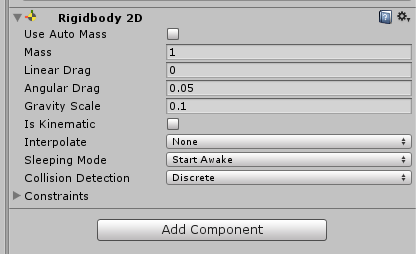 Rigidbody 2D
Use Auto Mass
Mass 1
Linear Drag 0
Angular Drag 0.05
Gravity Scale 0.1
Is Kinematic
Interpolate None
Sleeping Mode Start Awake
Collision Detection Discrete
Constraints
Add Component